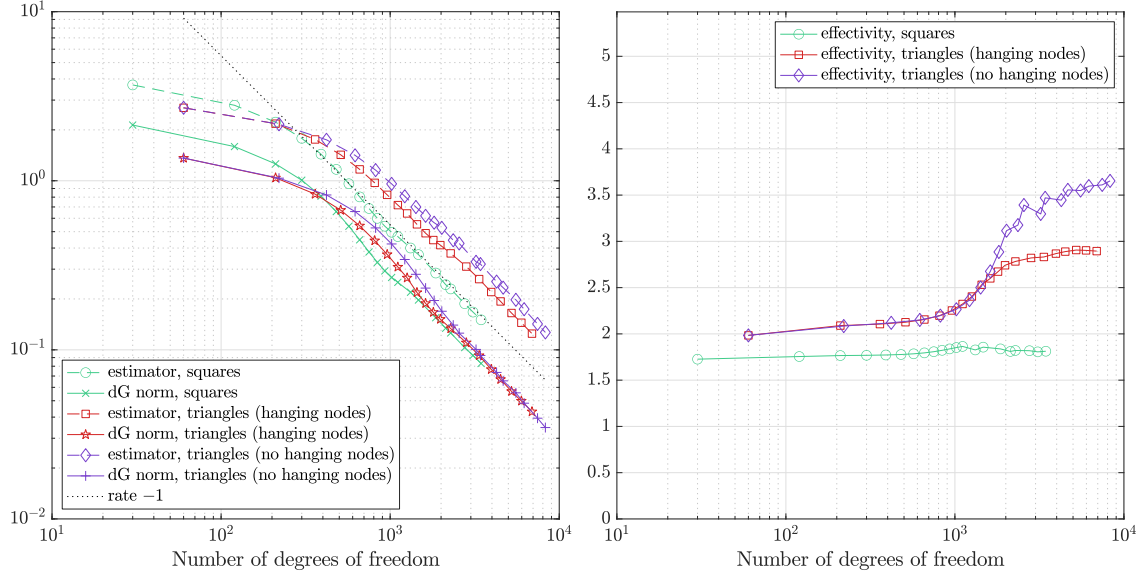 10^1
10^0
10^{-1}
10^{-2}
estimator, squares
dG norm, squares
estimator, triangles (hanging nodes)
dG norm, triangles (hanging nodes)
estimator, triangles (no hanging nodes)
dG norm, triangles (no hanging nodes)
rate −1
10^1 10^2 10^3 10^4
Number of degrees of freedom
effectivity, squares
effectivity, triangles (hanging nodes)
effectivity, triangles (no hanging nodes)
5
4.5
4
3.5
3
2.5
2
1.5
1
0.5
0
10^1 10^2 10^3 10^4
Number of degrees of freedom